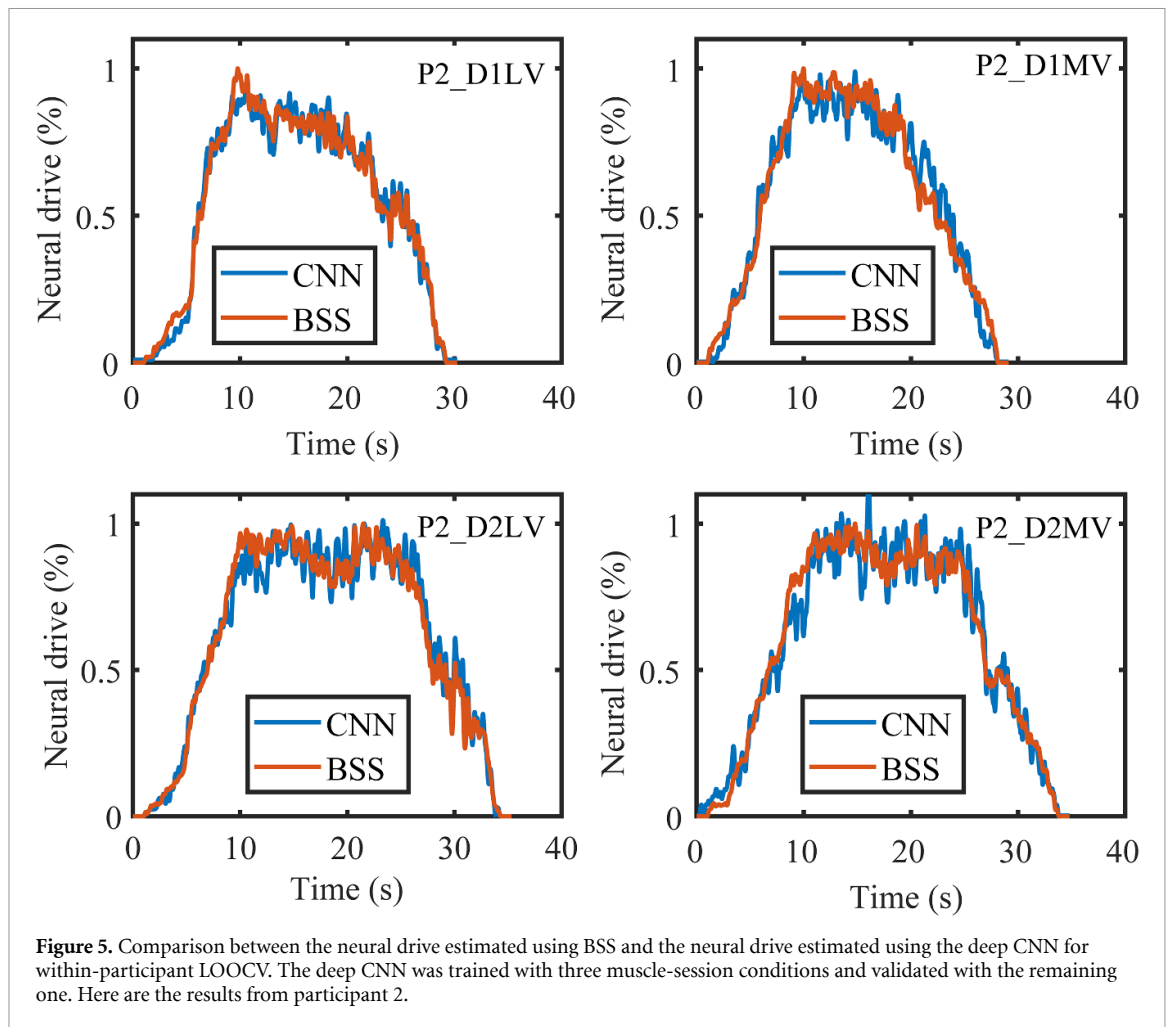 P2_D1LV
Neural drive (%)
1
0.5
0
CNN
BSS
0 10 20 30 40
Time (s)
P2_D1MV
Neural drive (%)
1
0.5
0
CNN
BSS
0 10 20 30 40
Time (s)
P2_D2LV
Neural drive (%)
1
0.5
0
CNN
BSS
0 10 20 30 40
Time (s)
P2_D2MV
Neural drive (%)
1
0.5
0
CNN
BSS
0 10 20 30 40
Time (s)
Figure 5. Comparison between the neural drive estimated using BSS and the neural drive estimated using the deep CNN for
within-participant LOOCV. The deep CNN was trained with three muscle-session conditions and validated with the remaining
one. Here are the results from participant 2.